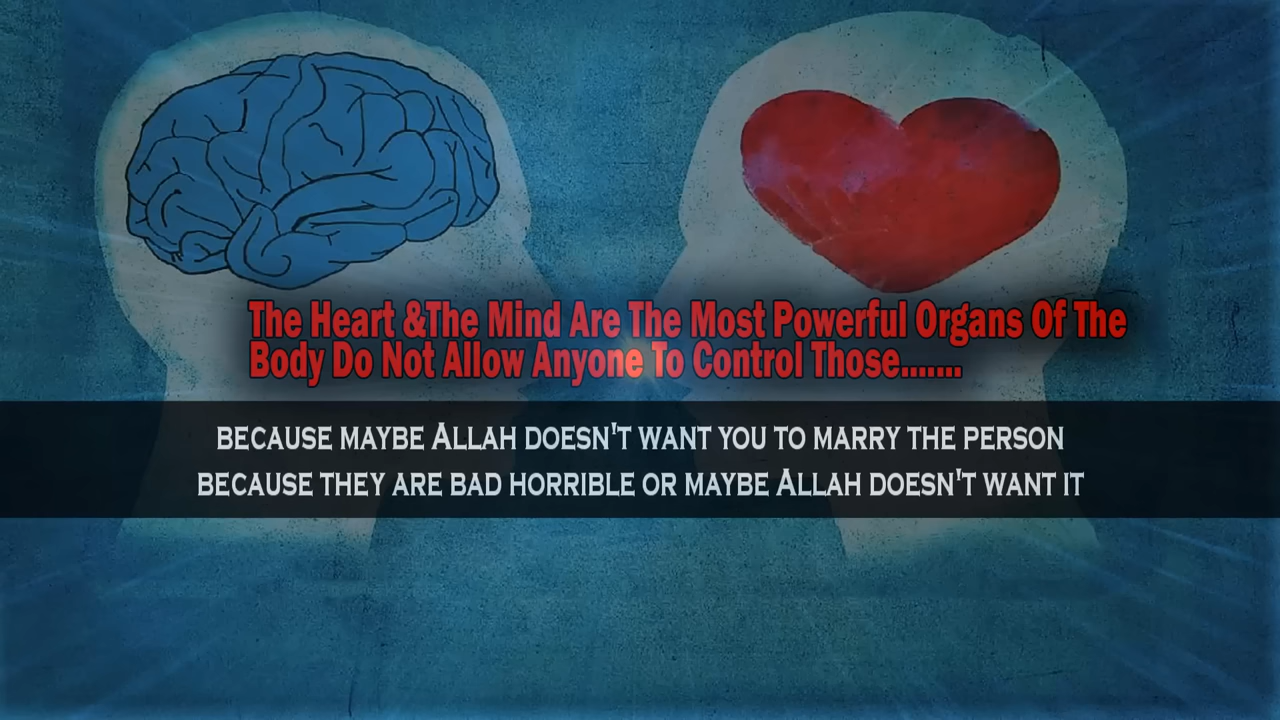 The Heart &The Mind Are The Most Powerful Organs Of The
Body Do Not Allow Anyone To Control Those.......
BECAUSE MAYBE ALLAH DOESN'T WANT YOU TO MARRY THE PERSON
BECAUSE THEY ARE BAD HORRIBLE OR MAYBE ALLAH DOESN'T WANT IT